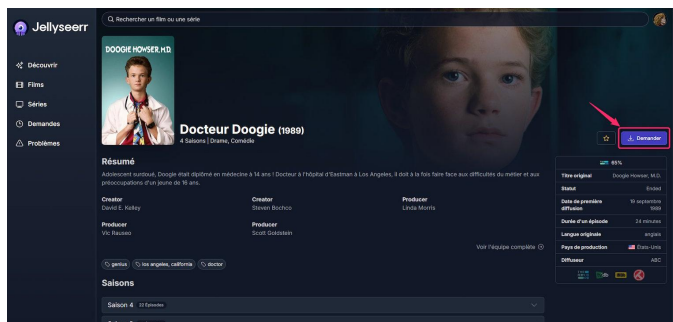 Jellyseerr
Rechercher un film ou une série
Découvrir
Films
Séries
Demandes
Problèmes
DOOGIE HOWSER, M.D.
Docteur Doogie (1989)
4 Saisons | Drame, Comédie
Demander
Résumé
Adolescent surdoué, Doogie était diplômé en médecine à 14 ans ! Docteur à l'hôpital d'Eastman à Los Angeles, il doit à la fois faire face aux difficultés du métier et aux
préoccupations d'un jeune de 16 ans.
Creator
David E. Kelley
Creator
Steven Bochco
Producer
Linda Morris
Producer
Vic Rauseo
Producer
Scott Goldstein
Voir l'équipe complète
genius
los angeles, california
doctor
Saisons
Saison 4 22 Épisodes
65%
Titre original Doogie Howser, M.D.
Statut Ended
Date de première diffusion 19 septembre 1989
Durée d'un épisode 24 minutes
Langue originale anglais
Pays de production États-Unis
Diffuseur ABC